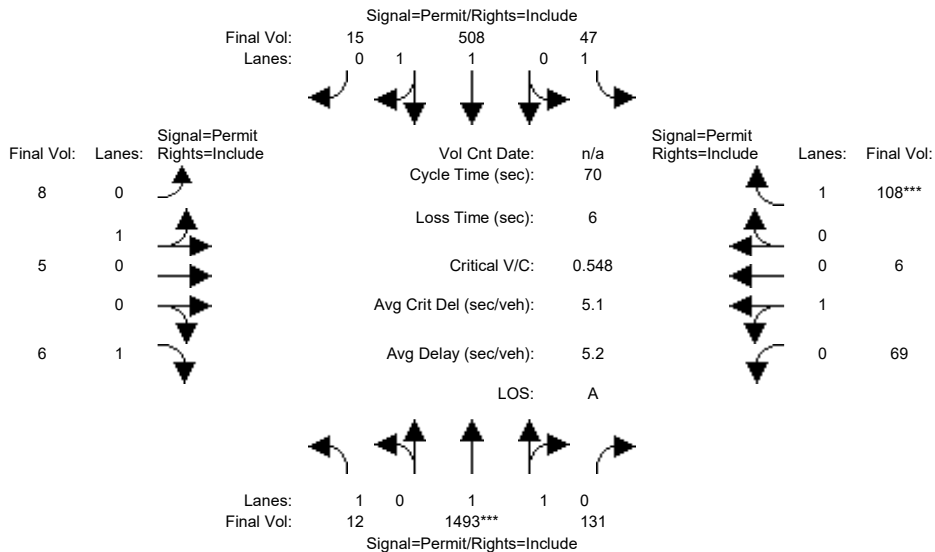 Signal=Permit/Rights=Include
Final Vol: 15 508 47
Lanes: 0 1 1 0 1
Signal=Permit
Final Vol: Lanes: Rights=Include
Vol Cnt Date: n/a
Signal=Permit
Rights=Include Lanes: Final Vol:
Cycle Time (sec): 70
8 0
1 108***
Loss Time (sec): 6
1
0
5 0
Critical V/C: 0.548
0 6
0
Avg Crit Del (sec/veh): 5.1
1
6 1
Avg Delay (sec/veh): 5.2
0 69
LOS: A
Lanes: 1 0 1 1 0
Final Vol: 12 1493*** 131
Signal=Permit/Rights=Include